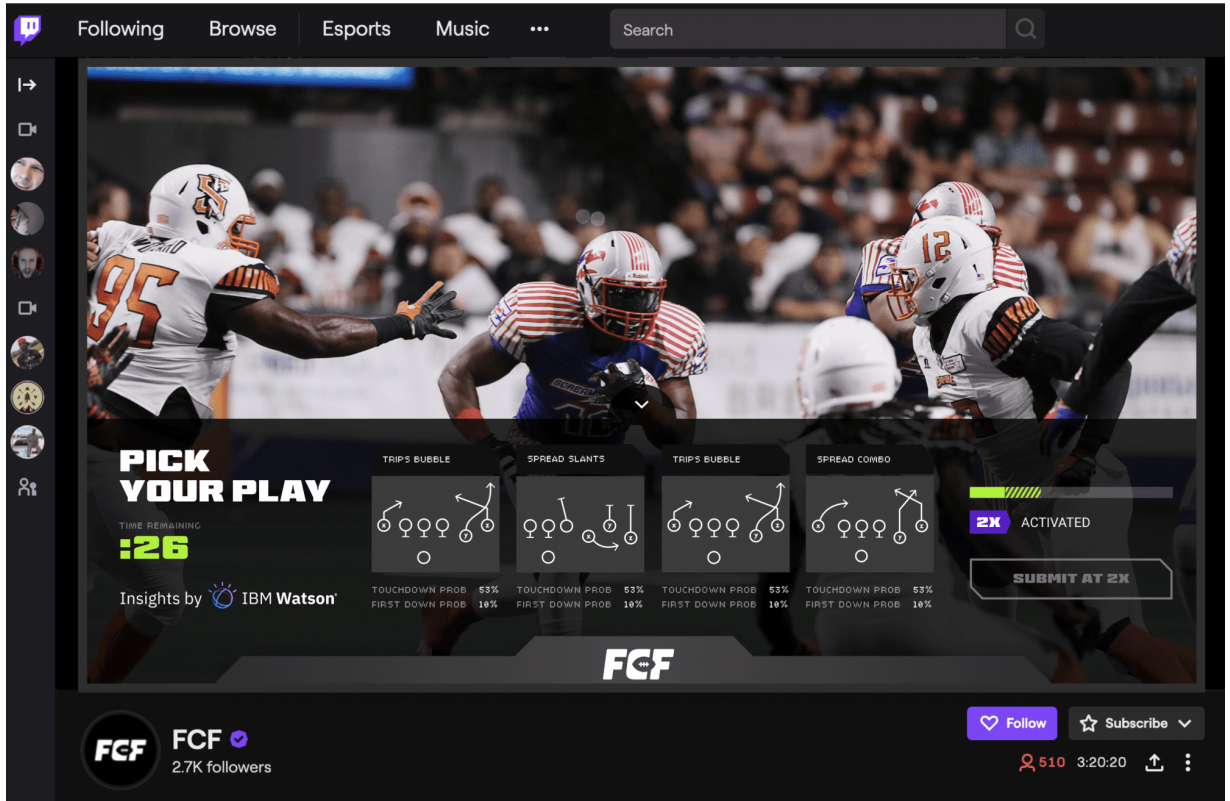 Following
Browse
Esports
Music
Search
95
12
PICK
YOUR PLAY
TIME REMAINING
:26
Insights by IBM Watson
TRIPS BUBBLE
TOUCHDOWN PROB 53%
FIRST DOWN PROB 10%
SPREAD SLANTS
TOUCHDOWN PROB 53%
FIRST DOWN PROB 10%
TRIPS BUBBLE
TOUCHDOWN PROB 53%
FIRST DOWN PROB 10%
SPREAD COMBO
TOUCHDOWN PROB 53%
FIRST DOWN PROB 10%
2X ACTIVATED
SUBMIT AT 2X
FCF
FCF
FCF
2.7K followers
Follow
Subscribe
510
3:20:20